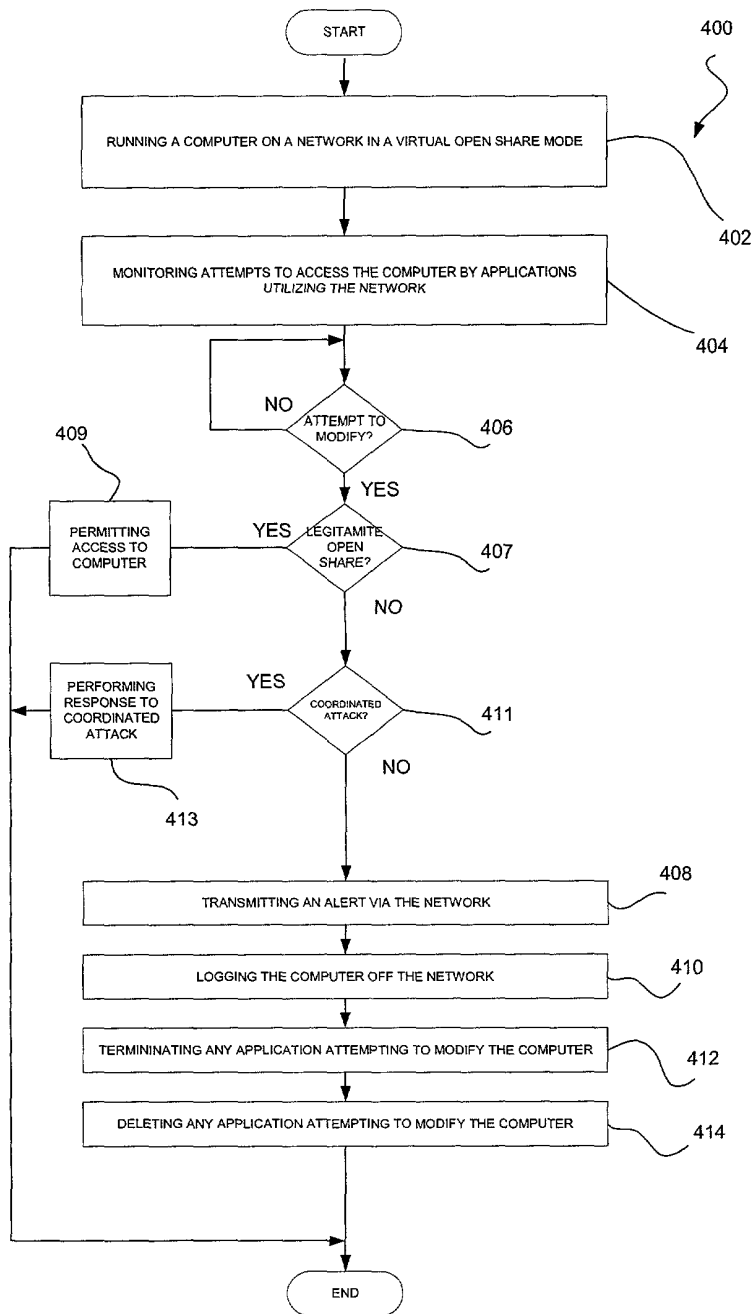 START
400
RUNNING A COMPUTER ON A NETWORK IN A VIRTUAL OPEN SHARE MODE
402
MONITORING ATTEMPTS TO ACCESS THE COMPUTER BY APPLICATIONS
UTILIZING THE NETWORK
404
NO
ATTEMPT TO
MODIFY?
406
YES
409
PERMITTING
ACCESS TO
COMPUTER
YES
LEGITAMITE
OPEN
SHARE?
407
NO
PERFORMING
RESPONSE TO
COORDINATED
ATTACK
YES
COORDINATED
ATTACK?
411
413
NO
TRANSMITTING AN ALERT VIA THE NETWORK
408
LOGGING THE COMPUTER OFF THE NETWORK
410
TERMININATING ANY APPLICATION ATTEMPTING TO MODIFY THE COMPUTER
412
DELETING ANY APPLICATION ATTEMPTING TO MODIFY THE COMPUTER
414
END